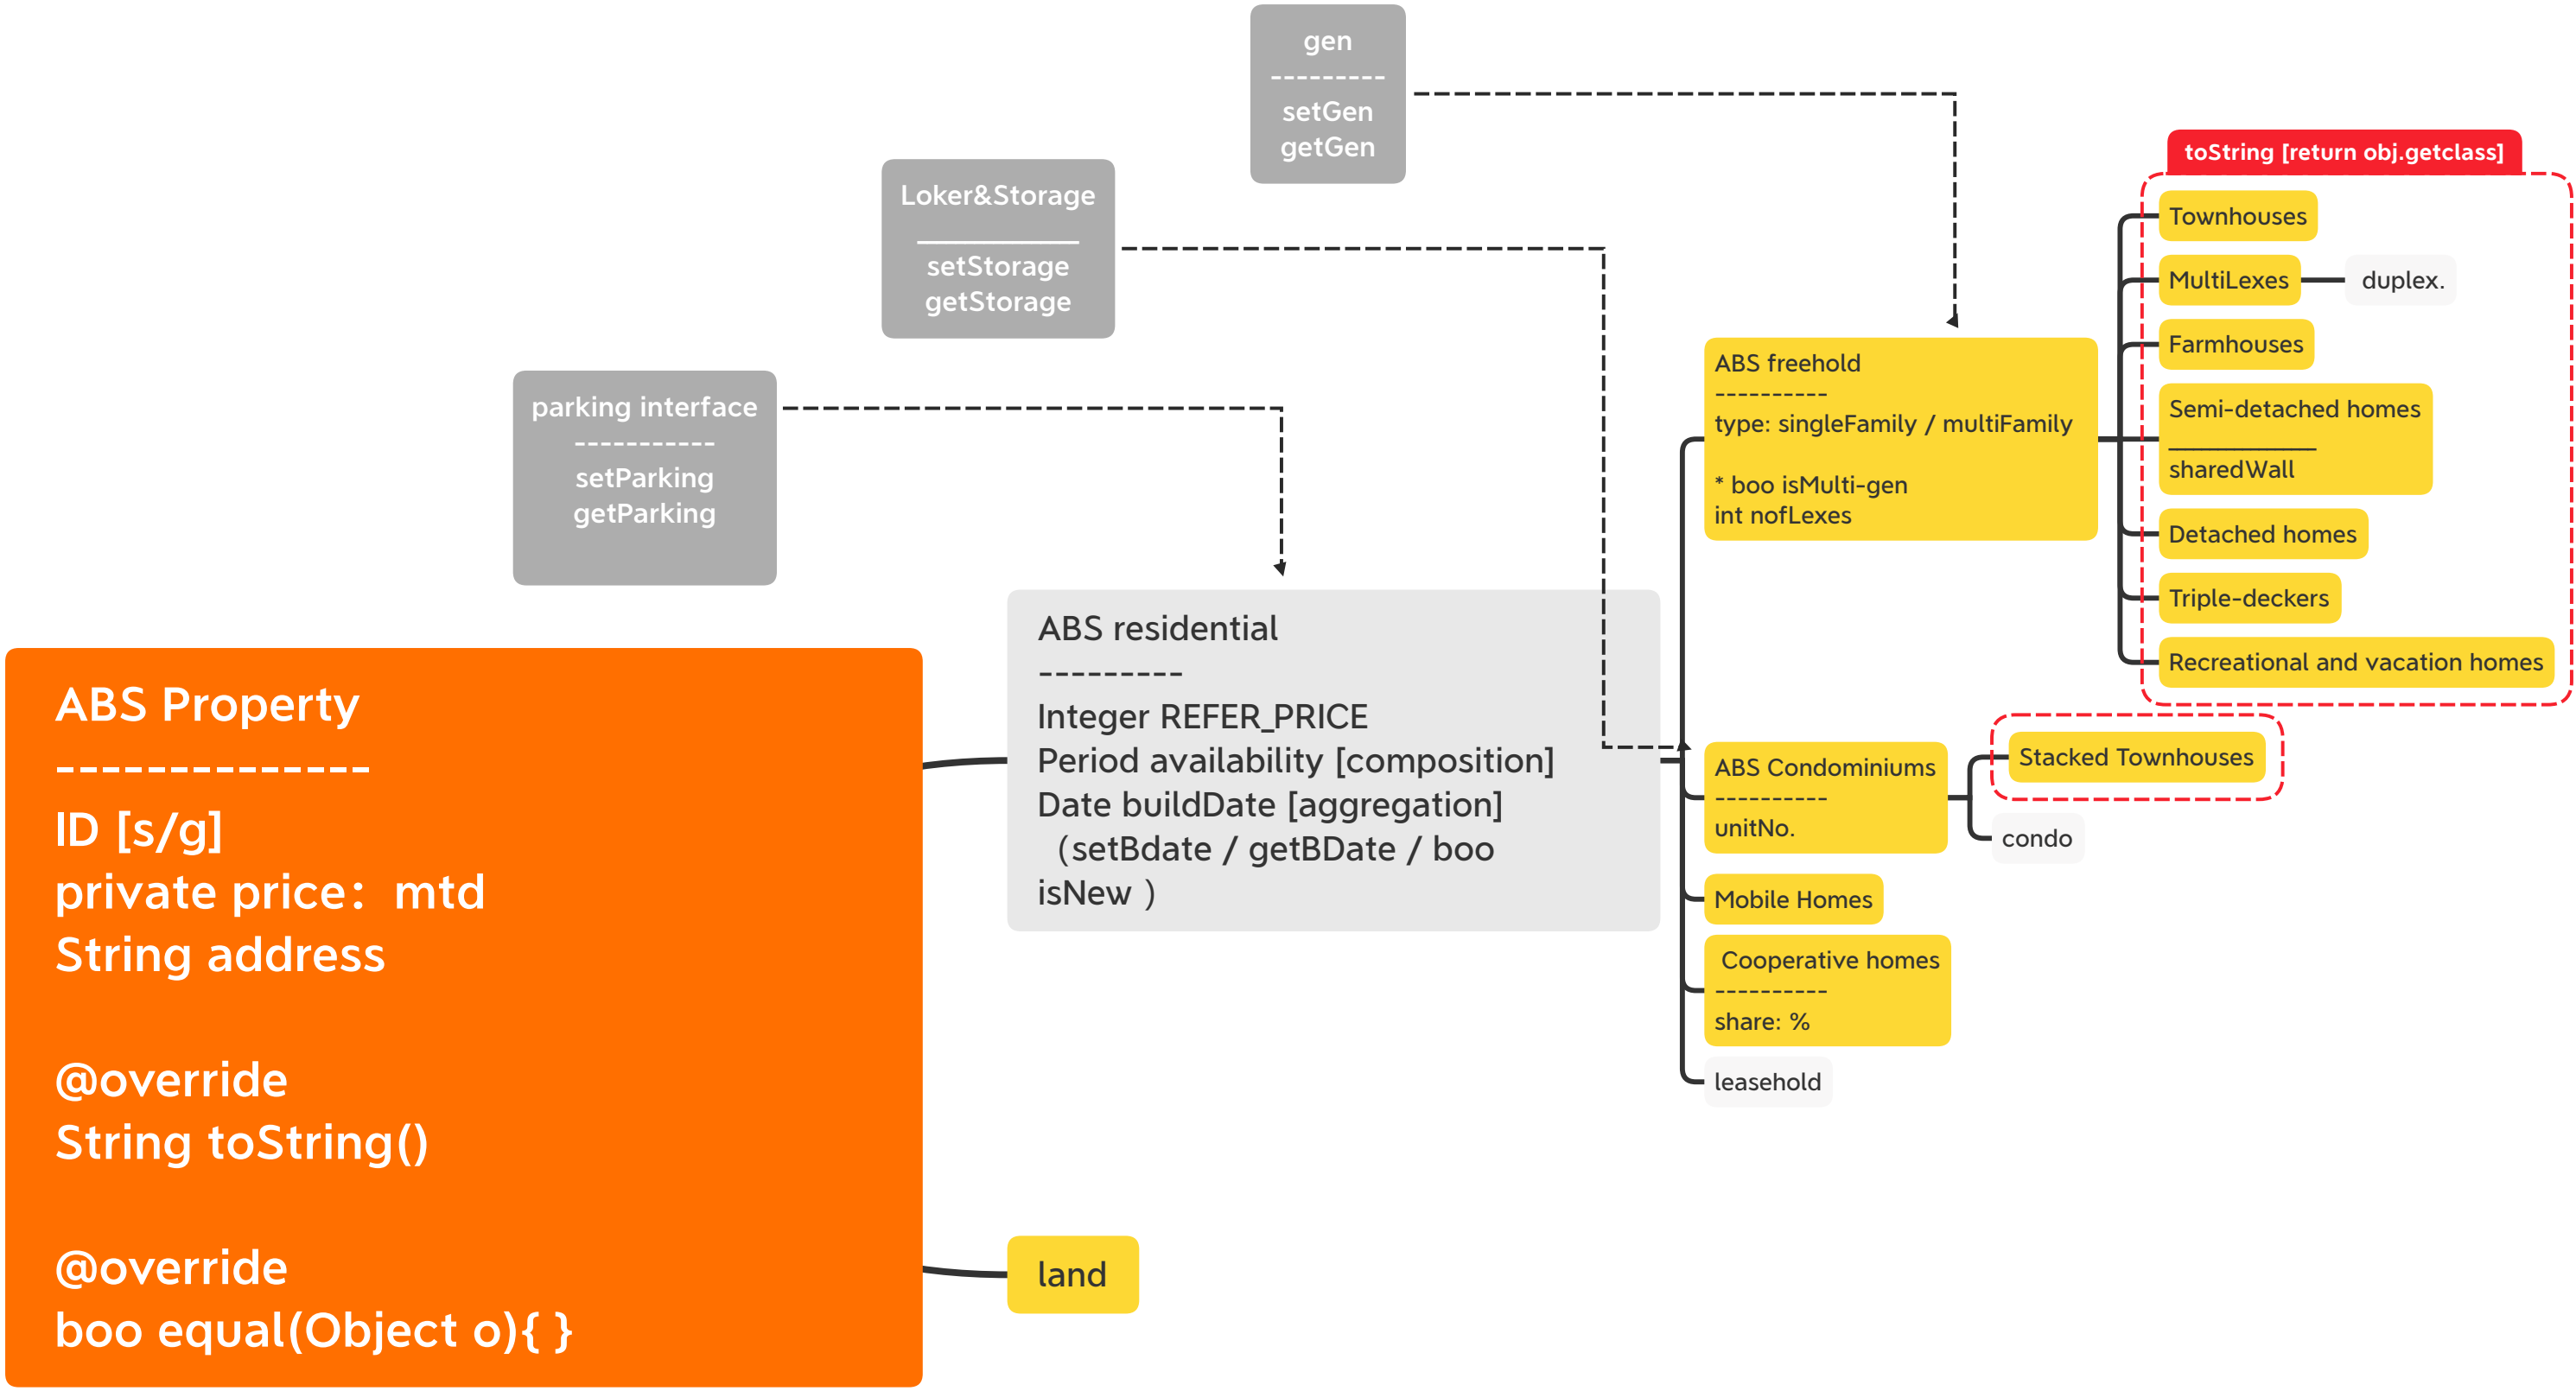 gen
---------
setGen
getGen
Loker&Storage
____________
setStorage
getStorage
parking interface
-----------
setParking
getParking
ABS Property
--------------
ID [s/g]
private price： mtd
String address
@override
String toString()
@override
boo equal(Object o){ }
ABS residential
----------
Integer REFER_PRICE
Period availability [composition]
Date buildDate [aggregation]
（setBdate / getBDate / boo
isNew ）
land
ABS freehold
----------
type: singleFamily / multiFamily
* boo isMulti-gen
int nofLexes
toString [return obj.getclass]
Townhouses
MultiLexes
duplex.
Farmhouses
Semi-detached homes
____________
sharedWall
Detached homes
Triple-deckers
Recreational and vacation homes
ABS Condominiums
----------
unitNo.
Stacked Townhouses
condo
Mobile Homes
Cooperative homes
----------
share: %
leasehold